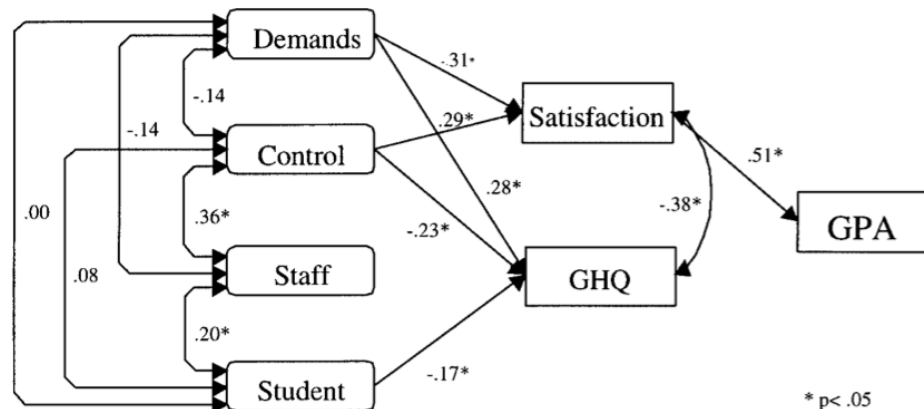 Demands
-.31*
-.14
.29*
Satisfaction
-.14
Control
.51*
.28*
.00
.36*
-.23*
-.38*
GPA
.08
Staff
GHQ
.20*
-.17*
Student
* p< .05